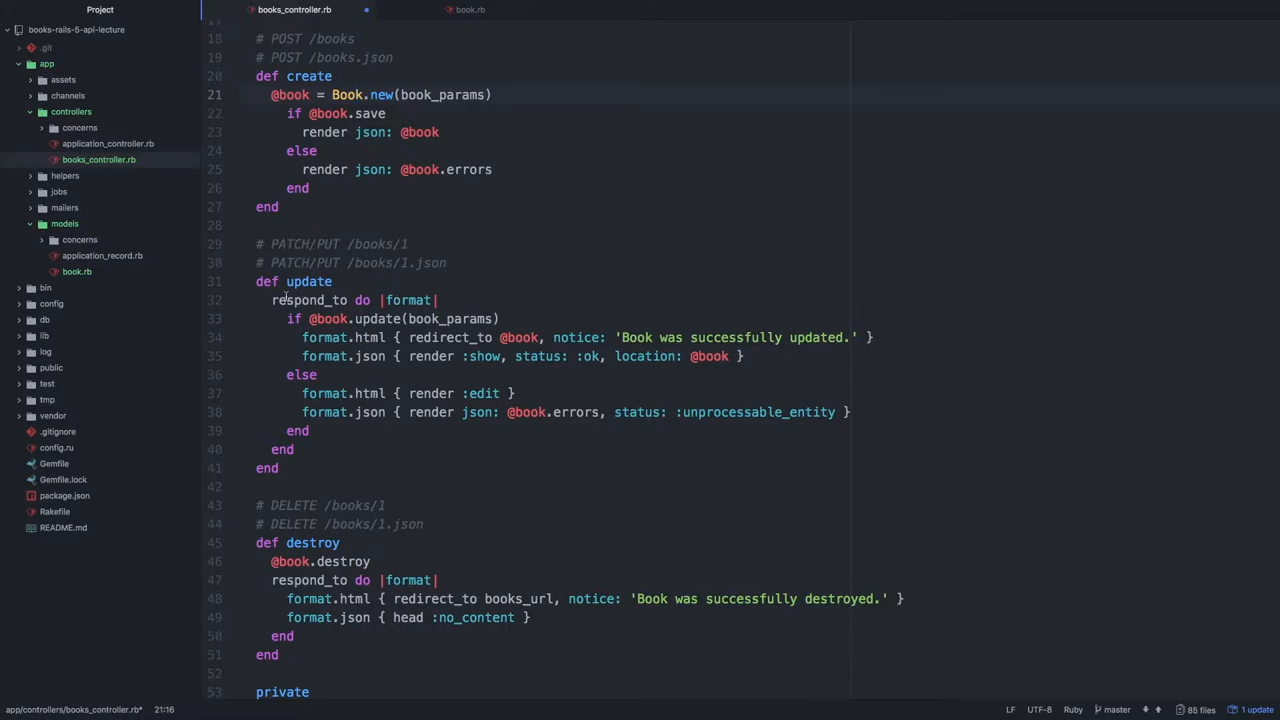 Project
books_controller.rb
book.rb
books-rails-5-api-lecture
.git
app
assets
channels
controllers
concerns
application_controller.rb
books_controller.rb
helpers
jobs
mailers
models
concerns
application_record.rb
book.rb
bin
config
db
lib
log
public
test
tmp
vendor
.gitignore
config.ru
Gemfile
Gemfile.lock
package.json
Rakefile
README.md
17
18 # POST /books
19 # POST /books.json
20 def create
21 @book = Book.new(book_params)
22 if @book.save
23 render json: @book
24 else
25 render json: @book.errors
26 end
27 end
28
29 # PATCH/PUT /books/1
30 # PATCH/PUT /books/1.json
31 def update
32 respond_to do |format|
33 if @book.update(book_params)
34 format.html { redirect_to @book, notice: 'Book was successfully updated.' }
35 format.json { render :show, status: :ok, location: @book }
36 else
37 format.html { render :edit }
38 format.json { render json: @book.errors, status: :unprocessable_entity }
39 end
40 end
41 end
42
43 # DELETE /books/1
44 # DELETE /books/1.json
45 def destroy
46 @book.destroy
47 respond_to do |format|
48 format.html { redirect_to books_url, notice: 'Book was successfully destroyed.' }
49 format.json { head :no_content }
50 end
51 end
52
53 private
app/controllers/books_controller.rb* 21:16 LF UTF-8 Ruby master 85 files 1 update